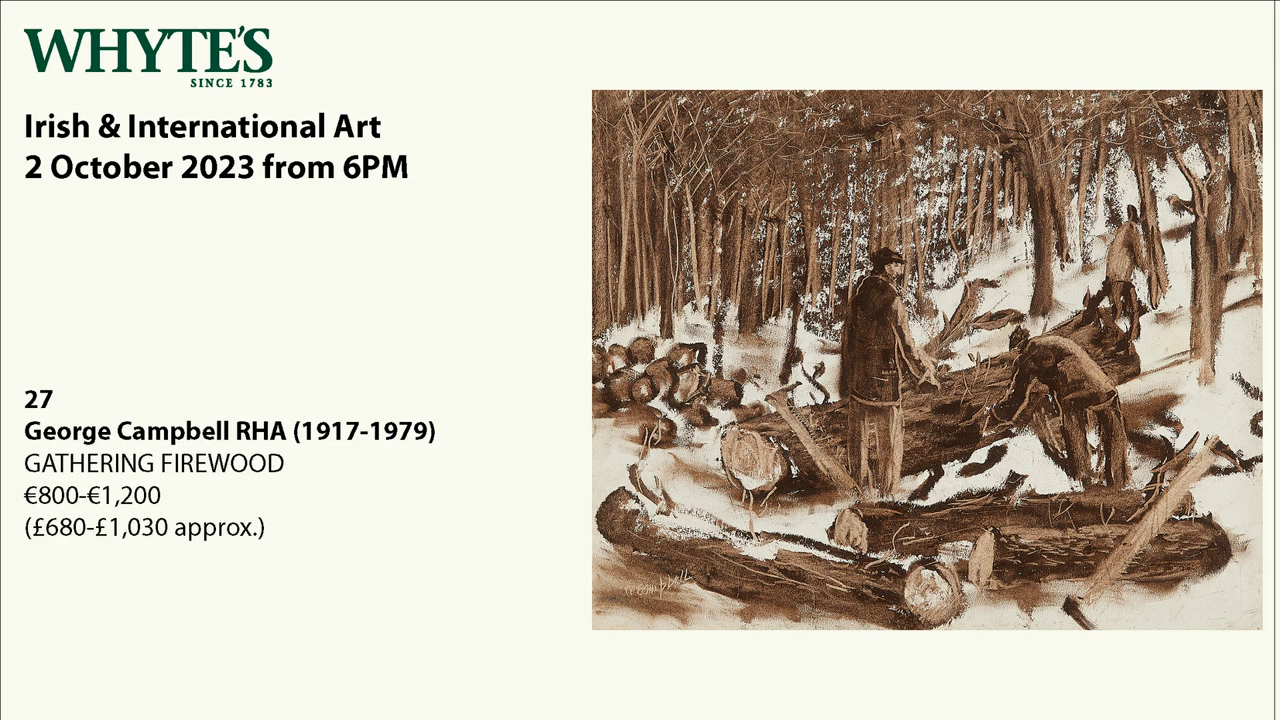 WHYTE'S
SINCE 1783
Irish & International Art
2 October 2023 from 6PM
27
George Campbell RHA (1917-1979)
GATHERING FIREWOOD
€800-€1,200
(£680-£1,030 approx.)